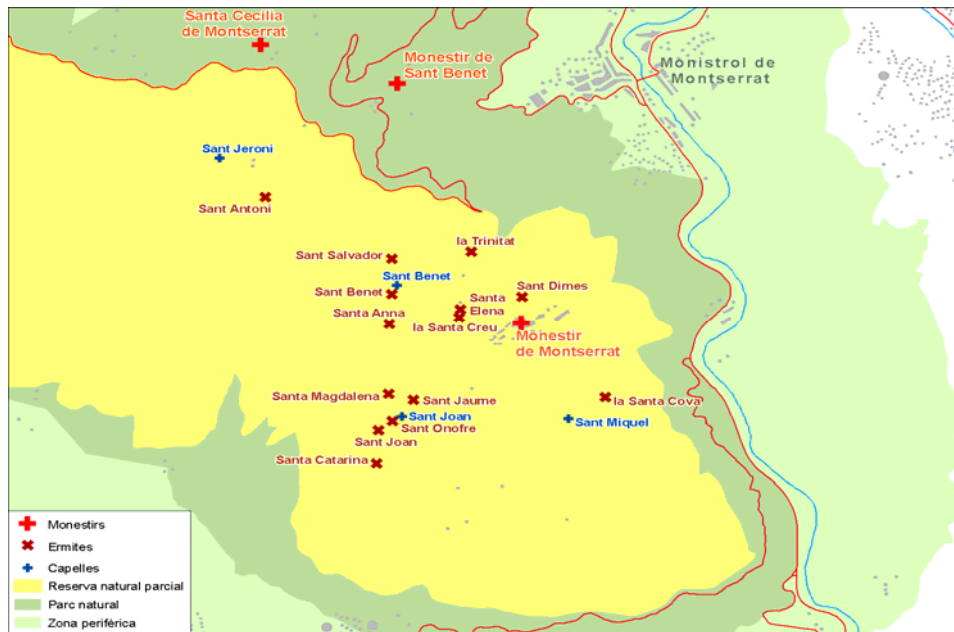 Santa Cecilia
de Montserrat
Monestir de
Sant Benet
Monistrol de
Montserrat
Sant Jeroni
Sant Antoni
la Trinitat
Sant Salvador
Sant Benet
Sant Benet
Sant Dimes
Santa
Elena
Santa Anna
la Santa Creu
Monestir
de Montserrat
Santa Magdalena
Sant Jaume
la Santa Cova
Sant Joan
Sant Miquel
Sant Onofre
Sant Joan
Santa Catarina
Monestirs
Ermites
Capelles
Reserva natural parcial
Parc natural
Zona periférica